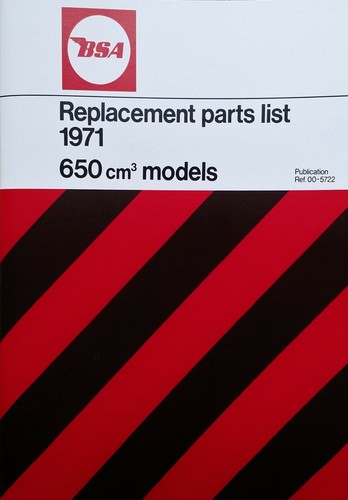 BSA
Replacement parts list
1971
650 cm³ models
Publication
Ref. 00-5722